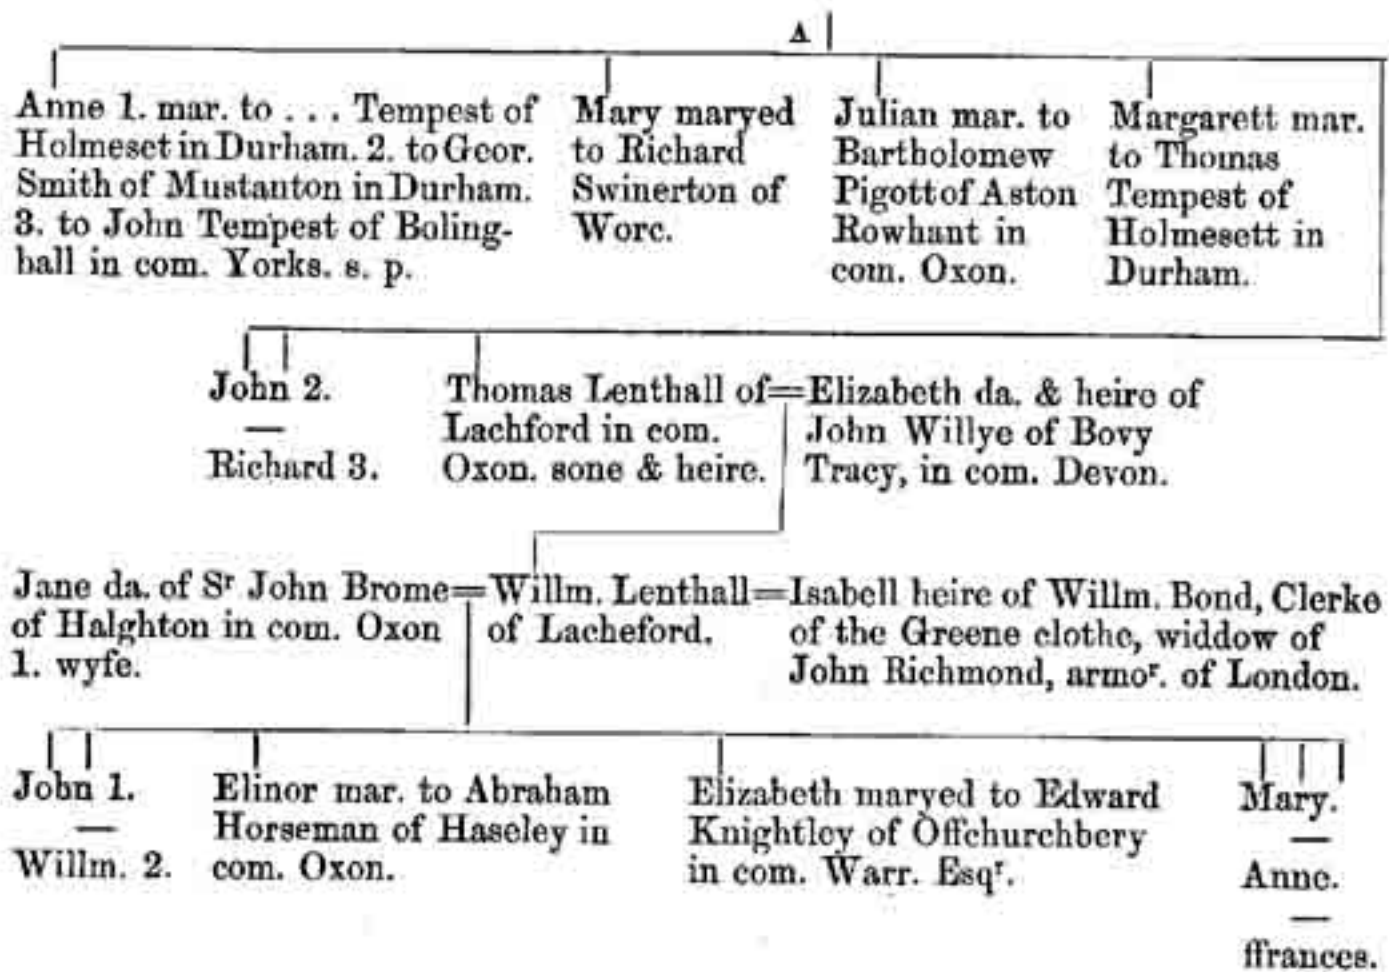 A
Anne 1. mar. to . . . Tempest of
Holmeset in Durham. 2. to Geor.
Smith of Mustanton in Durham.
3. to John Tempest of Boling-
hall in com. Yorks. s. p.
Mary maryed
to Richard
Swinerton of
Worc.
Julian mar. to
Bartholomew
Pigott of Aston
Rowhant in
com. Oxon.
Margarett mar.
to Thomas
Tempest of
Holmesett in
Durham.
John 2.
—
Richard 3.
Thomas Lenthall of=
Lachford in com.
Oxon. sone & heire.
Elizabeth da. & heire of
John Willye of Bovy
Tracy, in com. Devon.
Jane da. of Sʳ John Brome=
of Halghton in com. Oxon
1. wyfe.
Willm. Lenthall=
of Lacheford.
Isabell heire of Willm. Bond, Clerke
of the Greene clothe, widdow of
John Richmond, armoʳ. of London.
John 1.
—
Willm. 2.
Elinor mar. to Abraham
Horseman of Haseley in
com. Oxon.
Elizabeth maryed to Edward
Knightley of Offchurchbery
in com. Warr. Esqʳ.
Mary.
—
Anne.
—
ffrances.